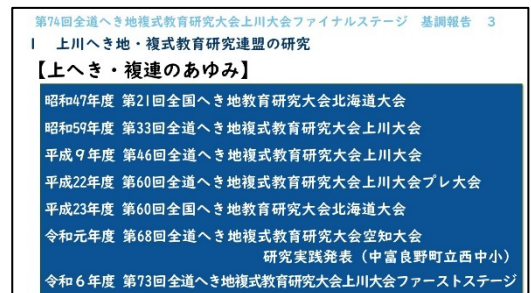 第74回全道へき地複式教育研究大会上川大会ファイナルステージ 基調報告 3
Ⅰ 上川へき地・複式教育研究連盟の研究
【上へき・複連のあゆみ】
昭和47年度 第21回全国へき地教育研究大会北海道大会
昭和59年度 第33回全道へき地複式教育研究大会上川大会
平成9年度 第46回全道へき地複式教育研究大会上川大会
平成22年度 第60回全道へき地複式教育研究大会上川大会プレ大会
平成23年度 第60回全国へき地教育研究大会北海道大会
令和元年度 第68回全道へき地複式教育研究大会空知大会
研究実践発表(中富良野町立西中小)
令和6年度 第73回全道へき地複式教育研究大会上川大会ファーストステージ